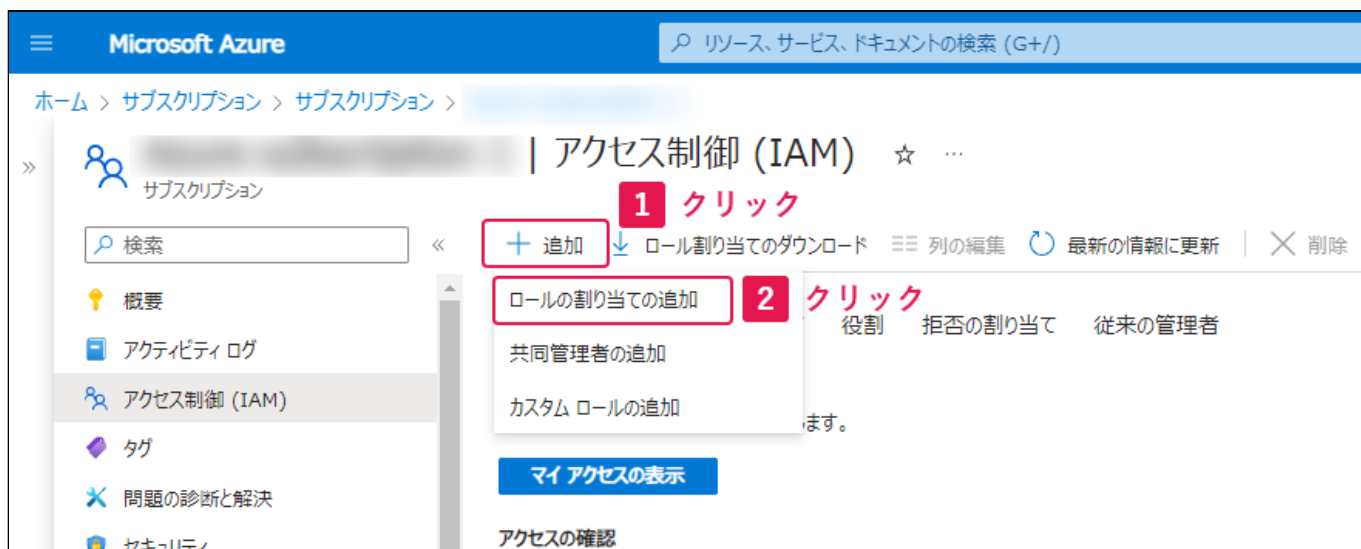 Microsoft Azure
リソース、サービス、ドキュメントの検索 (G+/)
ホーム > サブスクリプション > サブスクリプション >
| アクセス制御 (IAM)
サブスクリプション
1 クリック
検索
追加
ロール割り当てのダウンロード
列の編集
最新の情報に更新
削除
ロールの割り当ての追加
2 クリック
役割
拒否の割り当て
従来の管理者
共同管理者の追加
カスタム ロールの追加
ます。
マイ アクセスの表示
アクセスの確認
概要
アクティビティ ログ
アクセス制御 (IAM)
タグ
問題の診断と解決
セキュリティ